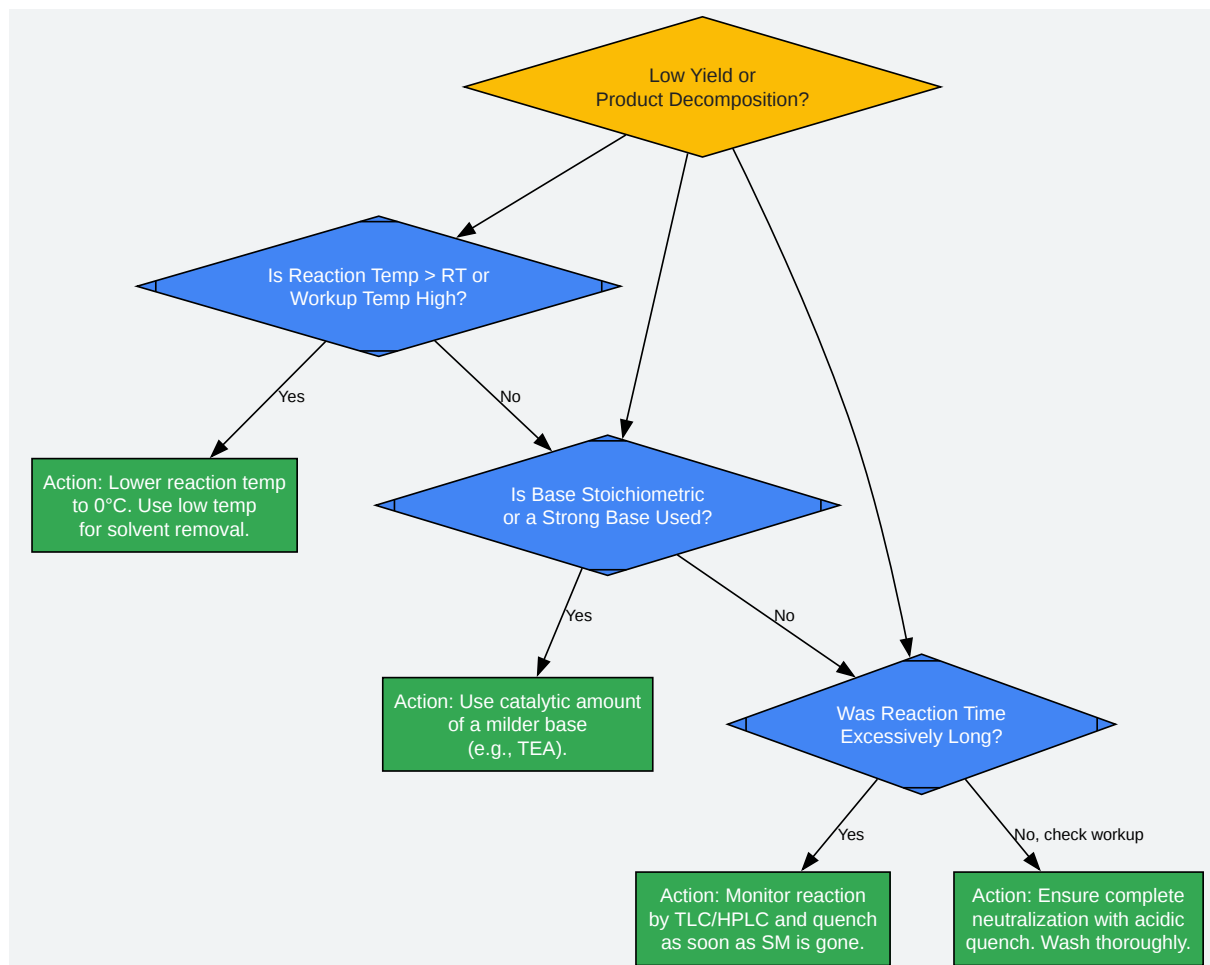 Low Yield or
Product Decomposition?
Is Reaction Temp > RT or
Workup Temp High?
Yes
No
Action: Lower reaction temp
to 0°C. Use low temp
for solvent removal.
Is Base Stoichiometric
or a Strong Base Used?
Yes
No
Action: Use catalytic amount
of a milder base
(e.g., TEA).
Was Reaction Time
Excessively Long?
Yes
No, check workup
Action: Monitor reaction
by TLC/HPLC and quench
as soon as SM is gone.
Action: Ensure complete
neutralization with acidic
quench. Wash thoroughly.